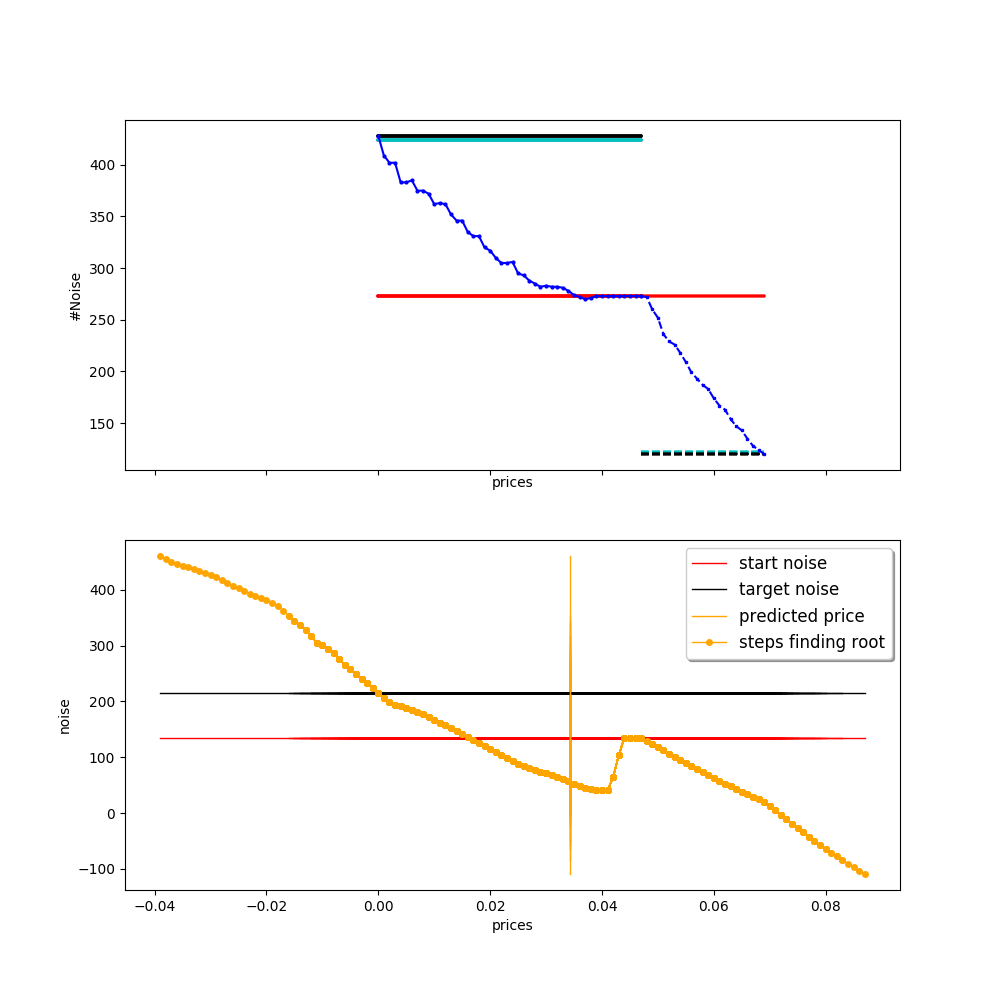 400
350
300
250
200
150
#Noise
prices
400
300
200
100
0
−100
noise
start noise
target noise
predicted price
steps finding root
−0.04 −0.02 0.00 0.02 0.04 0.06 0.08
prices